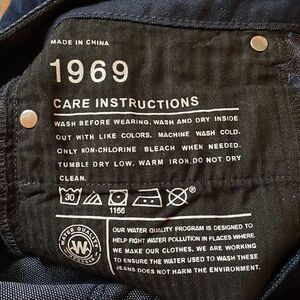 MADE IN CHINA
1969
CARE INSTRUCTIONS
WASH BEFORE WEARING. WASH AND DRY INSIDE
OUT WITH LIKE COLORS. MACHINE WASH COLD.
ONLY NON-CHLORINE BLEACH WHEN NEEDED.
TUMBLE DRY LOW. WARM IRON. DO NOT DRY
CLEAN.
30
1166
WATER QUALITY
W
OUR WATER QUALITY PROGRAM IS DESIGNED TO
HELP FIGHT WATER POLLUTION IN PLACES WHERE
WE MAKE OUR CLOTHES. WE ARE WORKING
TO ENSURE THE WATER USED TO WASH THESE
JEANS DOES NOT HARM THE ENVIRONMENT.